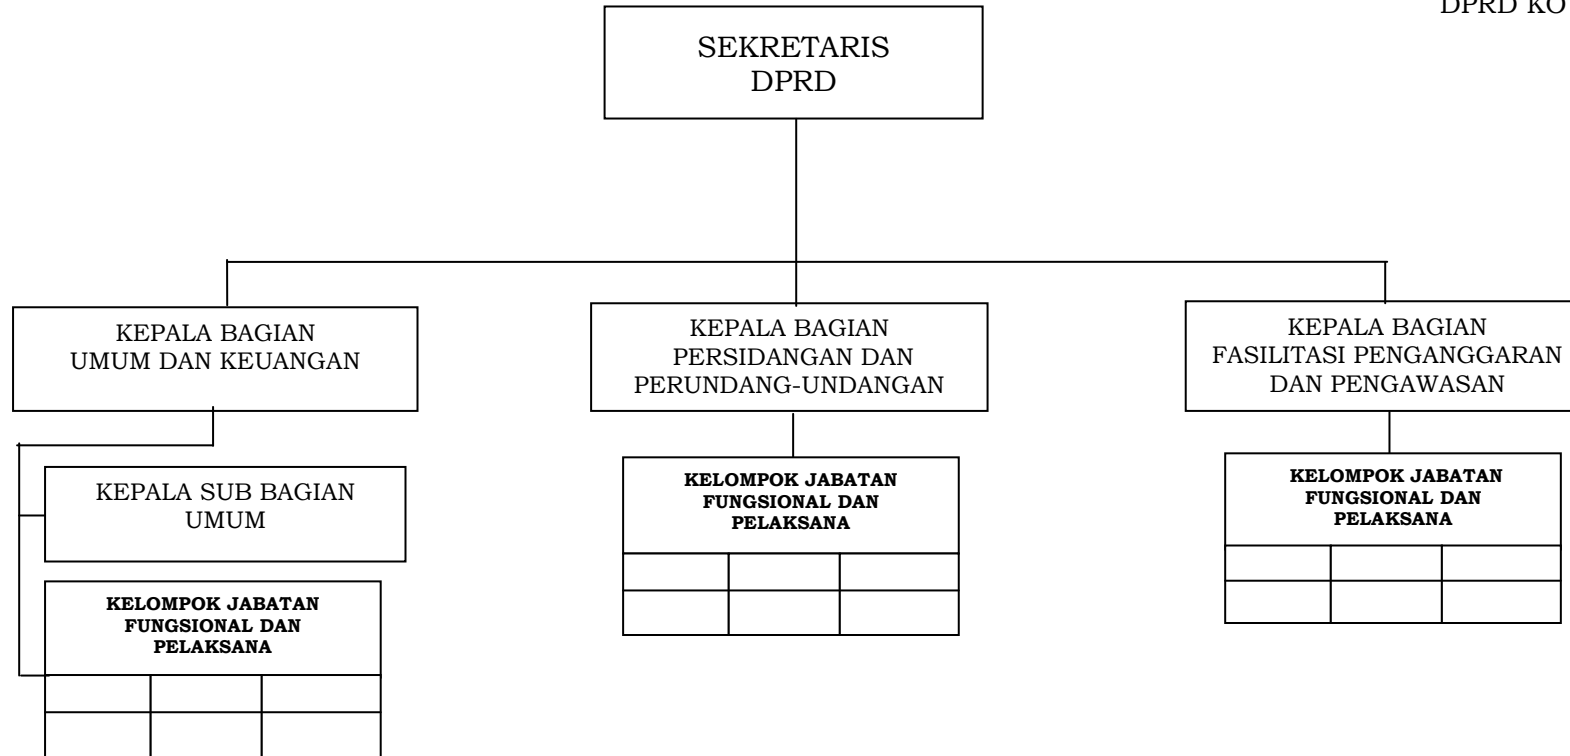 DPRD KO
SEKRETARIS
DPRD
KEPALA BAGIAN
UMUM DAN KEUANGAN
KEPALA BAGIAN
PERSIDANGAN DAN
PERUNDANG-UNDANGAN
KEPALA BAGIAN
FASILITASI PENGANGGARAN
DAN PENGAWASAN
KEPALA SUB BAGIAN
UMUM
KELOMPOK JABATAN
FUNGSIONAL DAN
PELAKSANA
KELOMPOK JABATAN
FUNGSIONAL DAN
PELAKSANA
KELOMPOK JABATAN
FUNGSIONAL DAN
PELAKSANA